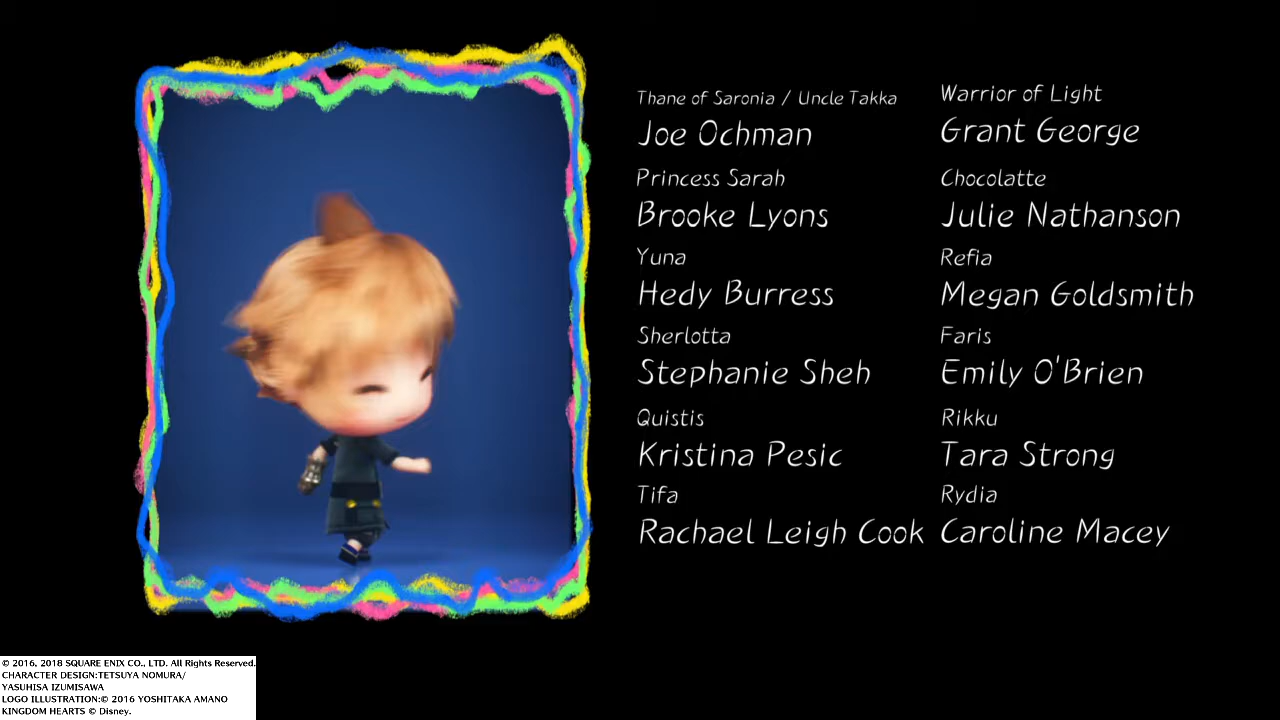 Thane of Saronia / Uncle Takka
Joe Ochman
Princess Sarah
Brooke Lyons
Yuna
Hedy Burress
Sherlotta
Stephanie Sheh
Quistis
Kristina Pesic
Tifa
Rachael Leigh Cook
Warrior of Light
Grant George
Chocolatte
Julie Nathanson
Refia
Megan Goldsmith
Faris
Emily O'Brien
Rikku
Tara Strong
Rydia
Caroline Macey
© 2016, 2018 SQUARE ENIX CO., LTD. All Rights Reserved.
CHARACTER DESIGN:TETSUYA NOMURA/
YASUHISA IZUMISAWA
LOGO ILLUSTRATION:© 2016 YOSHITAKA AMANO
KINGDOM HEARTS © Disney.